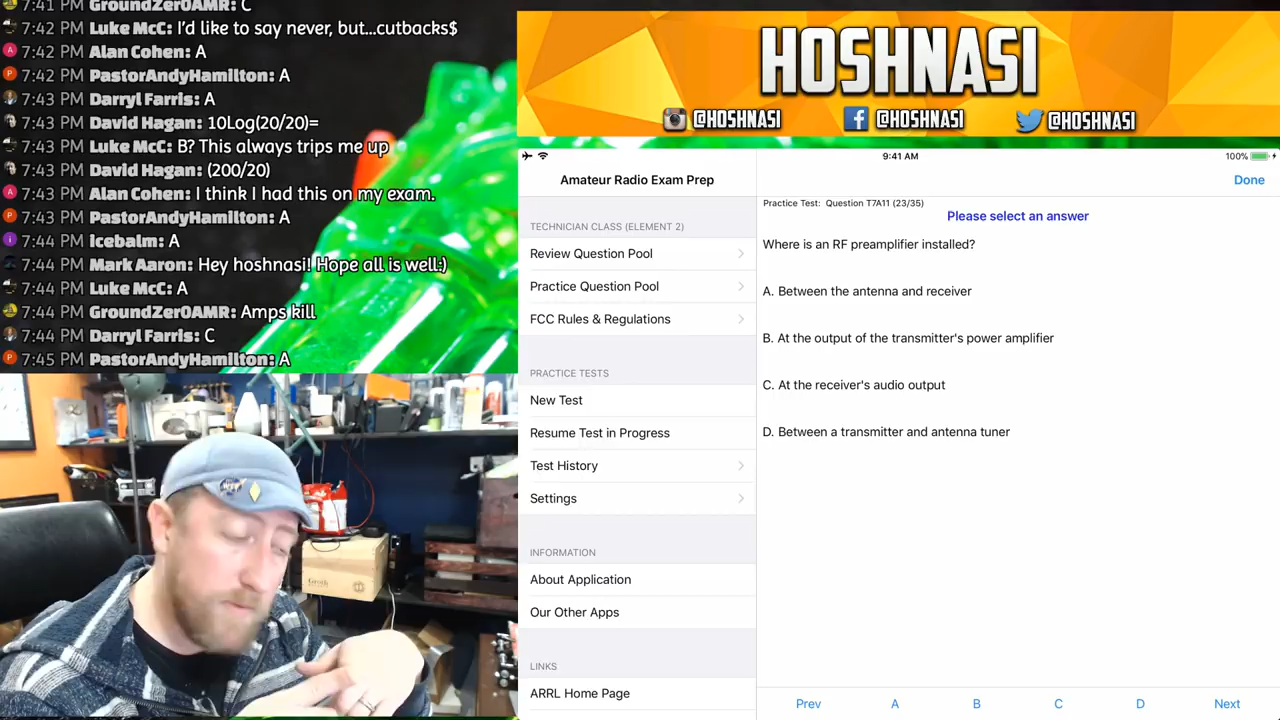 7:41 PM GroundZer0AMR: C
7:42 PM Luke McC: I'd like to say never, but...cutbacks$
7:42 PM Alan Cohen: A
7:42 PM PastorAndyHamilton: A
7:43 PM Darryl Farris: A
7:43 PM David Hagan: 10Log(20/20)=
7:43 PM Luke McC: B? This always trips me up
7:43 PM David Hagan: (200/20)
7:43 PM Alan Cohen: I think I had this on my exam.
7:43 PM PastorAndyHamilton: A
7:44 PM icebalm: A
7:44 PM Mark Aaron: Hey hoshnasi! Hope all is well:)
7:44 PM Luke McC: A
7:44 PM GroundZer0AMR: Amps kill
7:44 PM Darryl Farris: C
7:45 PM PastorAndyHamilton: A
HOSHNASI
@HOSHNASI @HOSHNASI @HOSHNASI
9:41 AM
100%
Amateur Radio Exam Prep
Done
TECHNICIAN CLASS (ELEMENT 2)
Review Question Pool
Practice Question Pool
FCC Rules & Regulations
PRACTICE TESTS
New Test
Resume Test in Progress
Test History
Settings
INFORMATION
About Application
Our Other Apps
LINKS
ARRL Home Page
Practice Test: Question T7A11 (23/35)
Please select an answer
Where is an RF preamplifier installed?
A. Between the antenna and receiver
B. At the output of the transmitter's power amplifier
C. At the receiver's audio output
D. Between a transmitter and antenna tuner
Prev A B C D Next